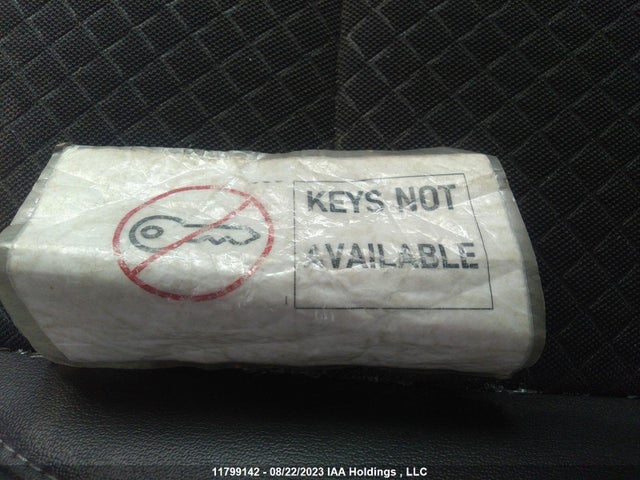 KEYS NOT
AVAILABLE
11799142 - 08/22/2023 IAA Holdings , LLC